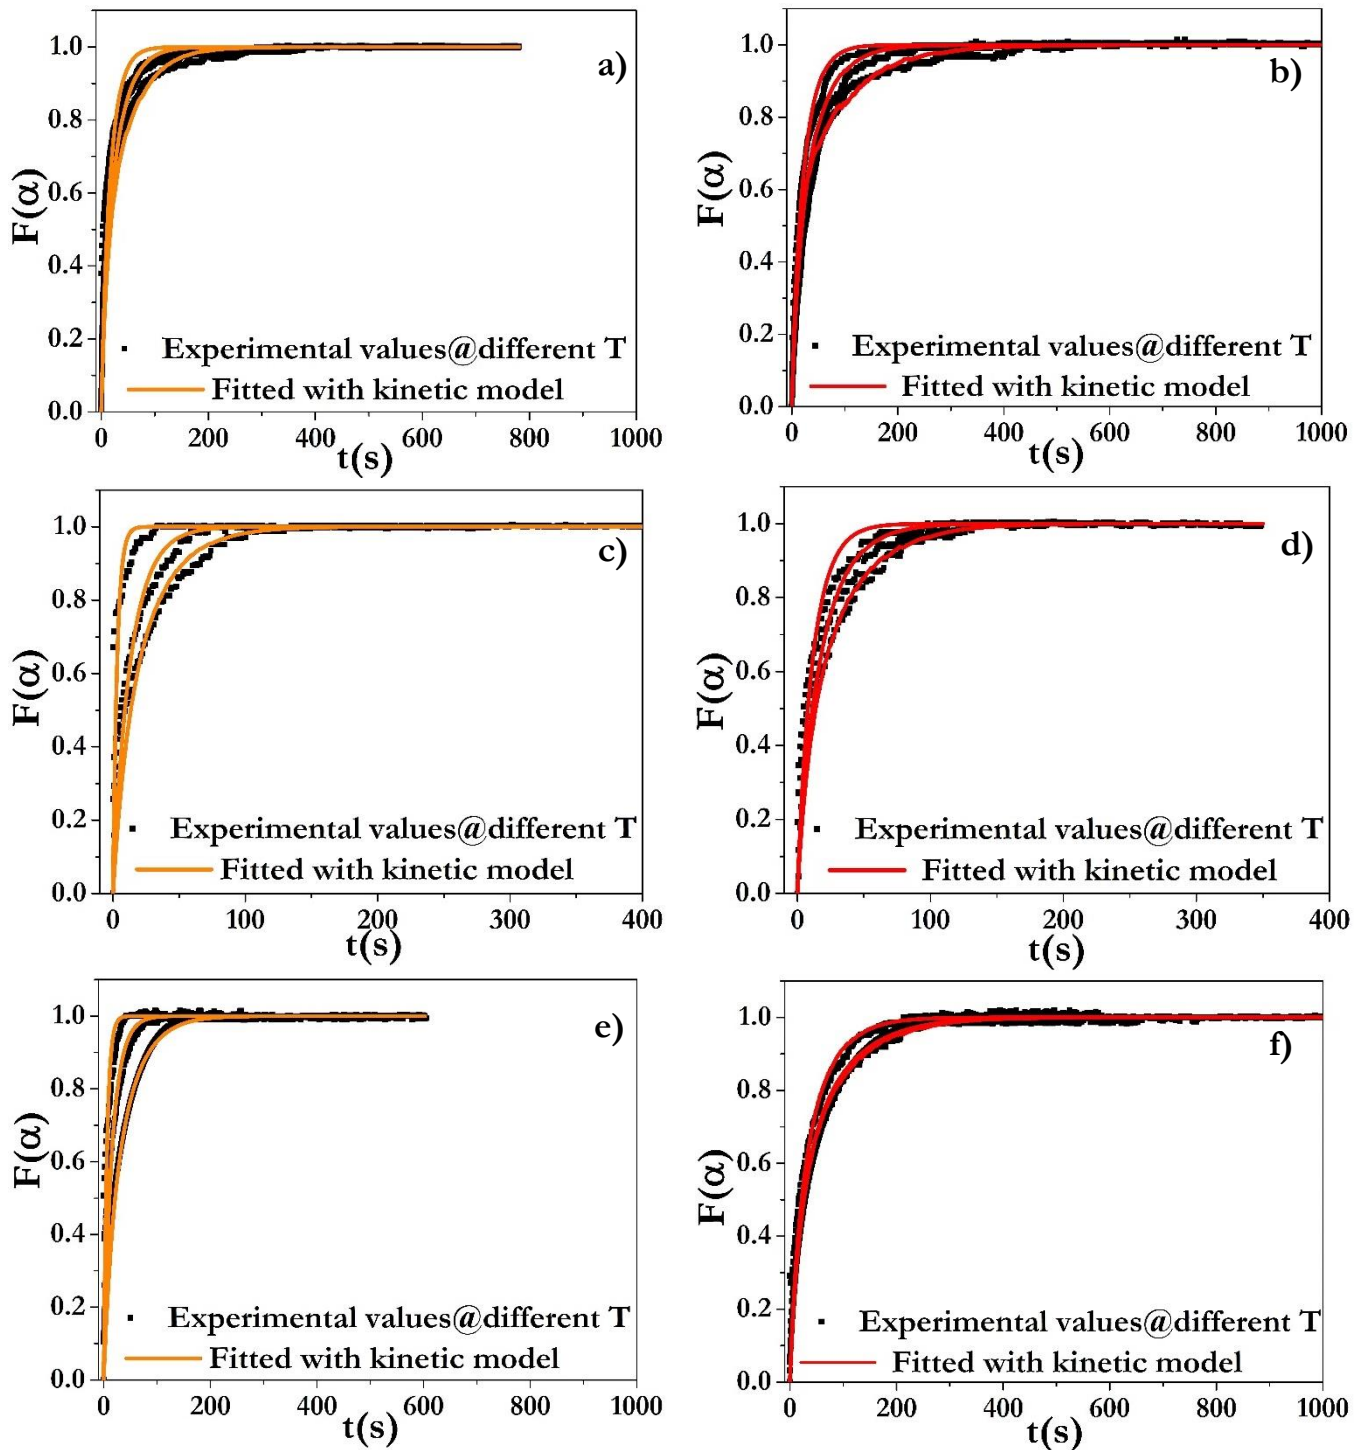 a)
F(α)
1.0
0.8
0.6
0.4
0.2
0.0
Experimental values@different T
Fitted with kinetic model
0 200 400 600 800 1000
t(s)
b)
F(α)
1.0
0.8
0.6
0.4
0.2
0.0
Experimental values@different T
Fitted with kinetic model
0 200 400 600 800 1000
t(s)
c)
F(α)
1.0
0.8
0.6
0.4
0.2
0.0
Experimental values@different T
Fitted with kinetic model
0 100 200 300 400
t(s)
d)
F(α)
1.0
0.8
0.6
0.4
0.2
0.0
Experimental values@different T
Fitted with kinetic model
0 100 200 300 400
t(s)
e)
F(α)
1.0
0.8
0.6
0.4
0.2
0.0
Experimental values@different T
Fitted with kinetic model
0 200 400 600 800 1000
t(s)
f)
F(α)
1.0
0.8
0.6
0.4
0.2
0.0
Experimental values@different T
Fitted with kinetic model
0 200 400 600 800 1000
t(s)